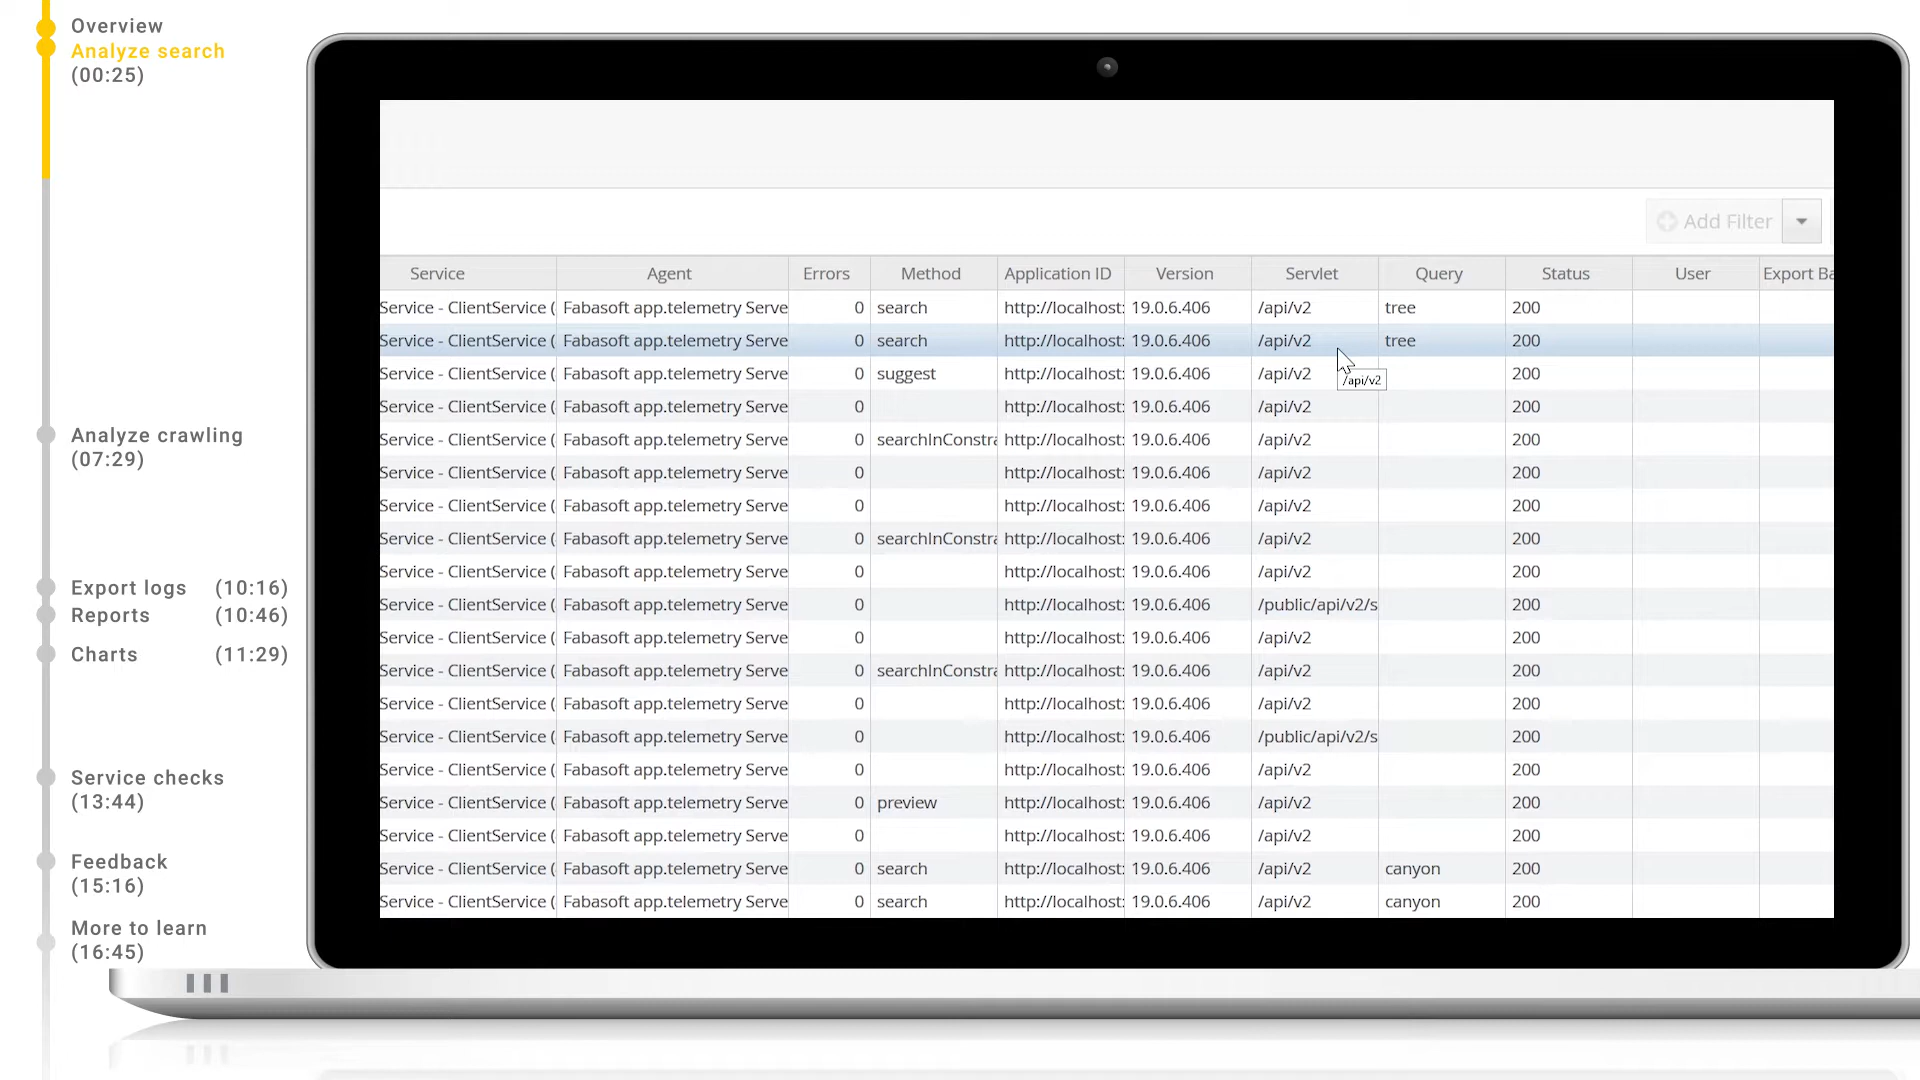 Overview
Analyze search
(00:25)
Analyze crawling
(07:29)
Export logs (10:16)
Reports (10:46)
Charts (11:29)
Service checks
(13:44)
Feedback
(15:16)
More to learn
(16:45)
Add Filter
Service Agent Errors Method Application ID Version Servlet Query Status User Export Ba
Service - ClientService ( Fabasoft app.telemetry Serve 0 search http://localhost: 19.0.6.406 /api/v2 tree 200
Service - ClientService ( Fabasoft app.telemetry Serve 0 search http://localhost: 19.0.6.406 /api/v2 tree 200
/api/v2
Service - ClientService ( Fabasoft app.telemetry Serve 0 suggest http://localhost: 19.0.6.406 /api/v2 200
Service - ClientService ( Fabasoft app.telemetry Serve 0 http://localhost: 19.0.6.406 /api/v2 200
Service - ClientService ( Fabasoft app.telemetry Serve 0 searchInConstra http://localhost: 19.0.6.406 /api/v2 200
Service - ClientService ( Fabasoft app.telemetry Serve 0 http://localhost: 19.0.6.406 /api/v2 200
Service - ClientService ( Fabasoft app.telemetry Serve 0 http://localhost: 19.0.6.406 /api/v2 200
Service - ClientService ( Fabasoft app.telemetry Serve 0 searchInConstra http://localhost: 19.0.6.406 /api/v2 200
Service - ClientService ( Fabasoft app.telemetry Serve 0 http://localhost: 19.0.6.406 /api/v2 200
Service - ClientService ( Fabasoft app.telemetry Serve 0 http://localhost: 19.0.6.406 /public/api/v2/s 200
Service - ClientService ( Fabasoft app.telemetry Serve 0 http://localhost: 19.0.6.406 /api/v2 200
Service - ClientService ( Fabasoft app.telemetry Serve 0 searchInConstra http://localhost: 19.0.6.406 /api/v2 200
Service - ClientService ( Fabasoft app.telemetry Serve 0 http://localhost: 19.0.6.406 /api/v2 200
Service - ClientService ( Fabasoft app.telemetry Serve 0 http://localhost: 19.0.6.406 /public/api/v2/s 200
Service - ClientService ( Fabasoft app.telemetry Serve 0 http://localhost: 19.0.6.406 /api/v2 200
Service - ClientService ( Fabasoft app.telemetry Serve 0 preview http://localhost: 19.0.6.406 /api/v2 200
Service - ClientService ( Fabasoft app.telemetry Serve 0 http://localhost: 19.0.6.406 /api/v2 200
Service - ClientService ( Fabasoft app.telemetry Serve 0 search http://localhost: 19.0.6.406 /api/v2 canyon 200
Service - ClientService ( Fabasoft app.telemetry Serve 0 search http://localhost: 19.0.6.406 /api/v2 canyon 200